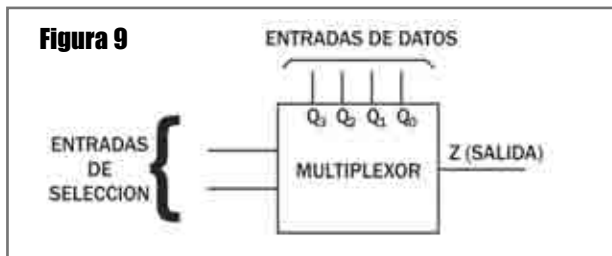 Figura 9
ENTRADAS DE DATOS
Q3 Q2 Q1 Q0
ENTRADAS
DE
SELECCION
MULTIPLEXOR
Z (SALIDA)